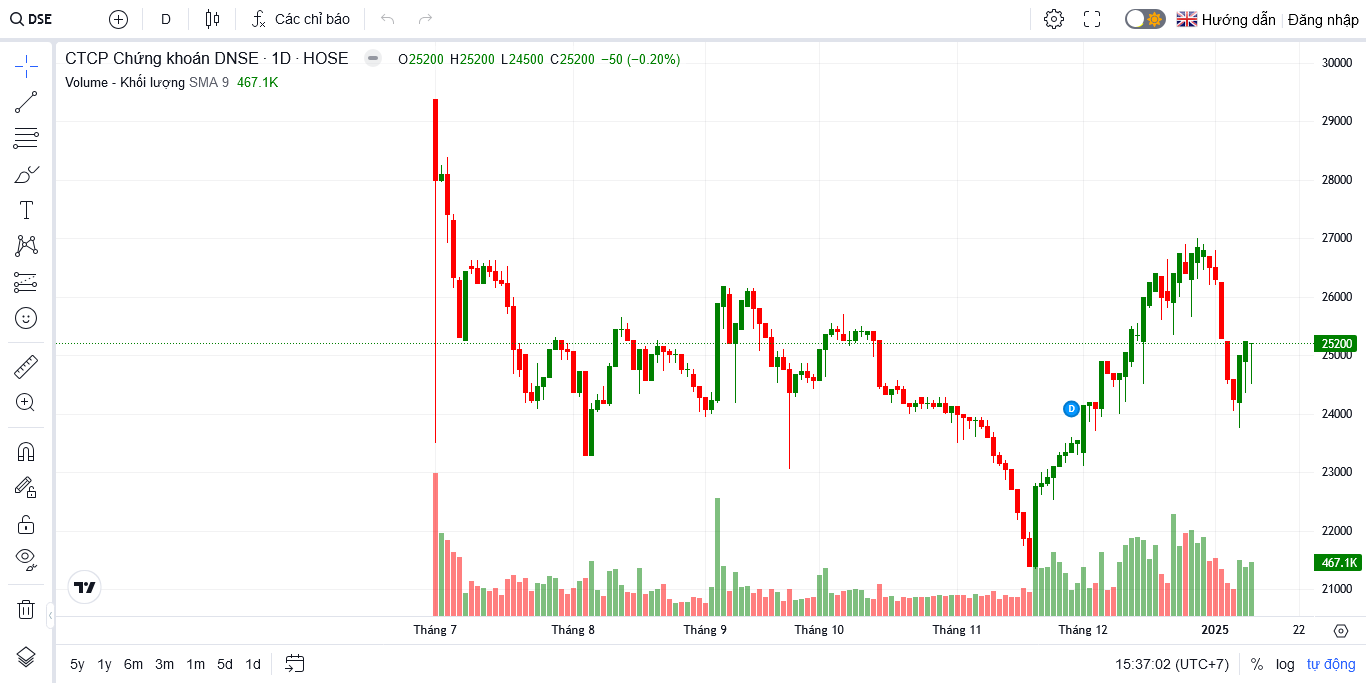 DSE
D
Các chỉ báo
Hướng dẫn
Đăng nhập
CTCP Chứng khoán DNSE · 1D · HOSE
O25200 H25200 L24500 C25200 −50 (−0.20%)
Volume - Khối lượng SMA 9 467.1K
30000
29000
28000
27000
26000
25200
25000
24000
23000
22000
467.1K
21000
D
Tháng 7
Tháng 8
Tháng 9
Tháng 10
Tháng 11
Tháng 12
2025
22
5y 1y 6m 3m 1m 5d 1d
15:37:02 (UTC+7)
% log tự động